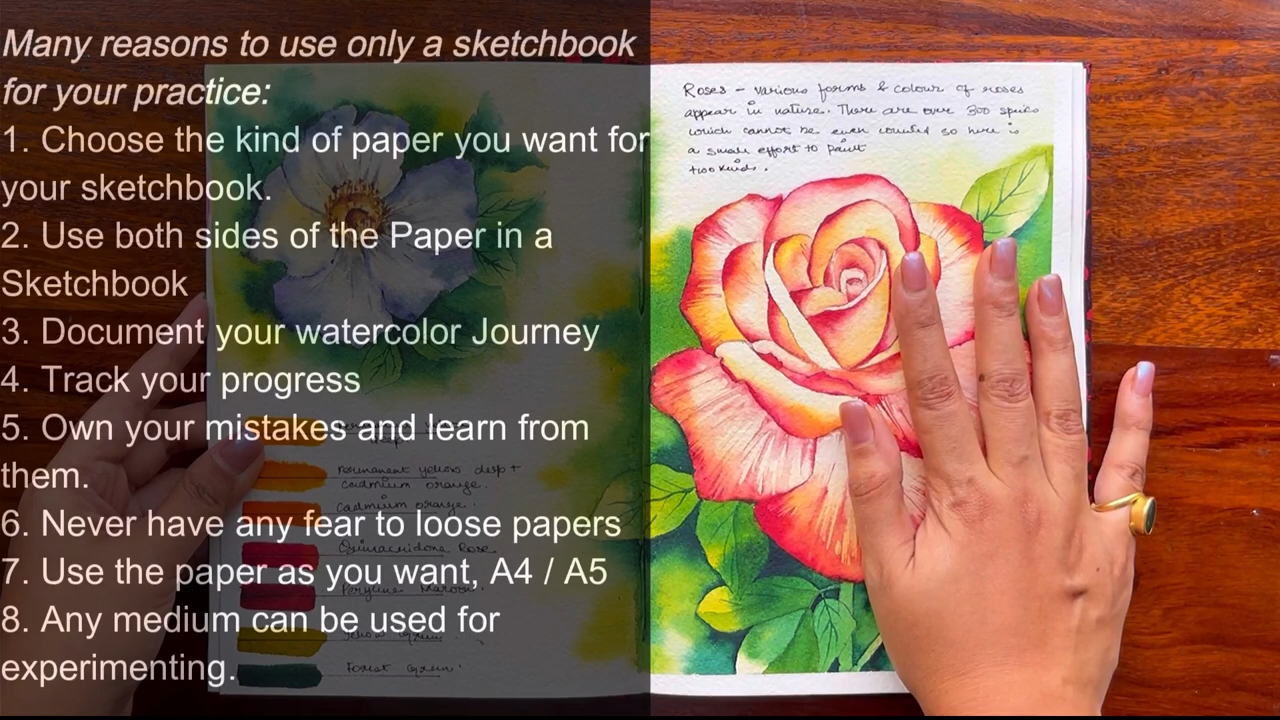 Many reasons to use only a sketchbook
for your practice:
1. Choose the kind of paper you want for
your sketchbook.
2. Use both sides of the Paper in a
Sketchbook
3. Document your watercolor Journey
4. Track your progress
5. Own your mistakes and learn from
them.
6. Never have any fear to loose papers
7. Use the paper as you want, A4 / A5
8. Any medium can be used for
experimenting.
Permanent yellow deep +
cadmium orange.
cadmium orange.
Quinacridone Rose
Perylene Maroon.
Forest Green.
Roses - various forms & colour of roses
appear in nature. There are over 300 species
which cannot be even counted so here is
a small effort to paint
two kinds.